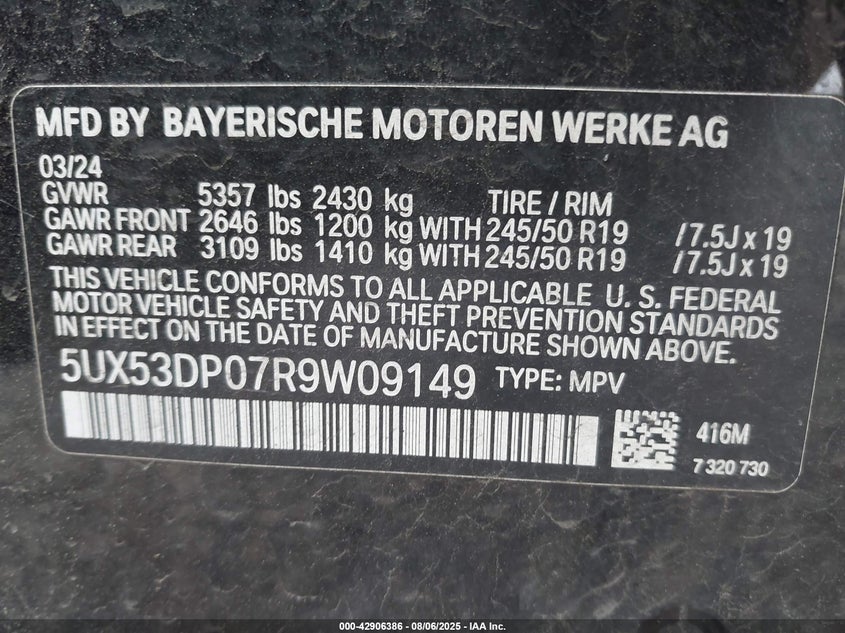 MFD BY BAYERISCHE MOTOREN WERKE AG
03/24
GVWR 5357 lbs 2430 kg TIRE / RIM
GAWR FRONT 2646 lbs 1200 kg WITH 245/50 R19 /7.5J x 19
GAWR REAR 3109 lbs 1410 kg WITH 245/50 R19 /7.5J x 19
THIS VEHICLE CONFORMS TO ALL APPLICABLE U. S. FEDERAL
MOTOR VEHICLE SAFETY AND THEFT PREVENTION STANDARDS
IN EFFECT ON THE DATE OF MANUFACTURE SHOWN ABOVE.
5UX53DP07R9W09149 TYPE: MPV
416M
7 320 730
000-42906386 - 08/06/2025 - IAA Inc.